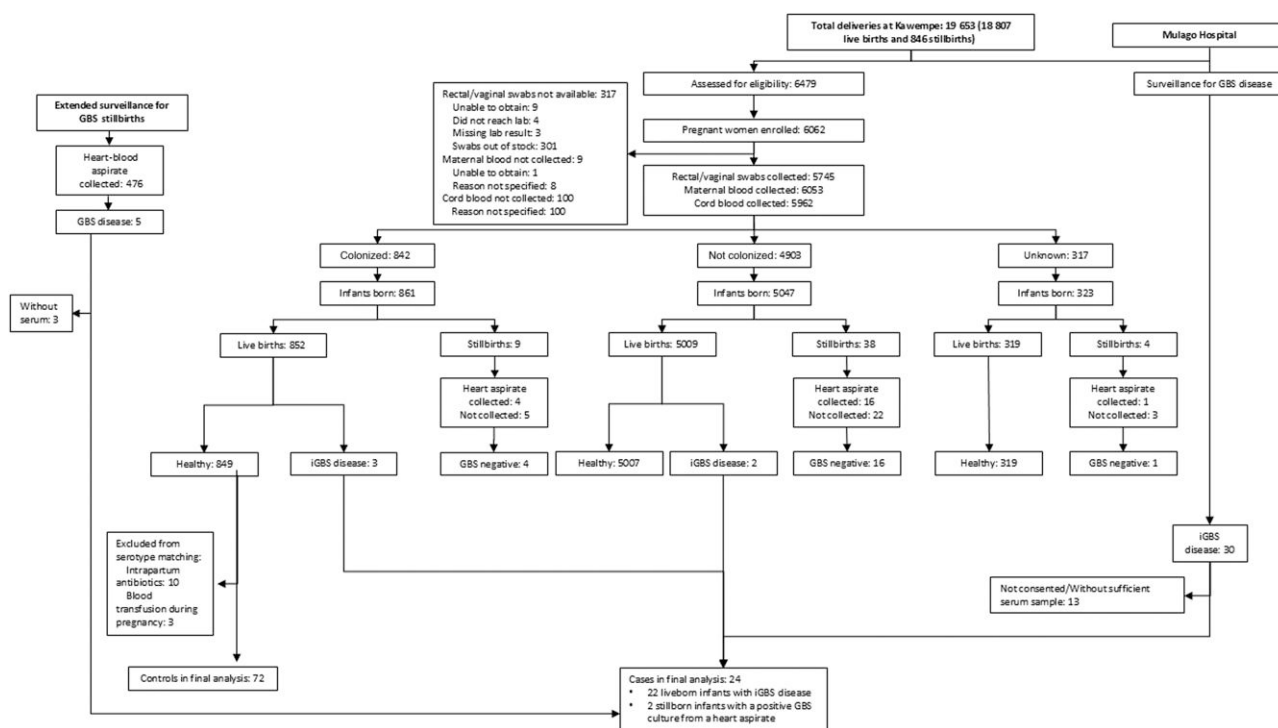 Total deliveries at Kawempe: 19 653 (18 807
live births and 846 stillbirths)
Mulago Hospital
Assessed for eligibility: 6479
Surveillance for GBS disease
Extended surveillance for
GBS stillbirths
Rectal/vaginal swabs not available: 317
Unable to obtain: 9
Did not reach lab: 4
Missing lab result: 3
Swabs out of stock: 301
Maternal blood not collected: 9
Unable to obtain: 1
Reason not specified: 8
Cord blood not collected: 100
Reason not specified: 100
Pregnant women enrolled: 6062
Heart-blood
aspirate
collected: 476
Rectal/vaginal swabs collected: 5745
Maternal blood collected: 6053
Cord blood collected: 5962
GBS disease: 5
Colonized: 842
Not colonized: 4903
Unknown: 317
Infants born: 861
Infants born: 5047
Infants born: 323
Without
serum: 3
Live births: 852
Stillbirths: 9
Live births: 5009
Stillbirths: 38
Live births: 319
Stillbirths: 4
Heart aspirate
collected: 4
Not collected: 5
Heart aspirate
collected: 16
Not collected: 22
Heart aspirate
collected: 1
Not collected: 3
Healthy: 849
iGBS disease: 3
GBS negative: 4
Healthy: 5007
iGBS disease: 2
GBS negative: 16
Healthy: 319
GBS negative: 1
Excluded from
serotype matching:
Intrapartum
antibiotics: 10
Blood
transfusion during
pregnancy: 3
iGBS
disease: 30
Not consented/Without sufficient
serum sample: 13
Controls in final analysis: 72
Cases in final analysis: 24
• 22 liveborn infants with iGBS disease
• 2 stillborn infants with a positive GBS
culture from a heart aspirate